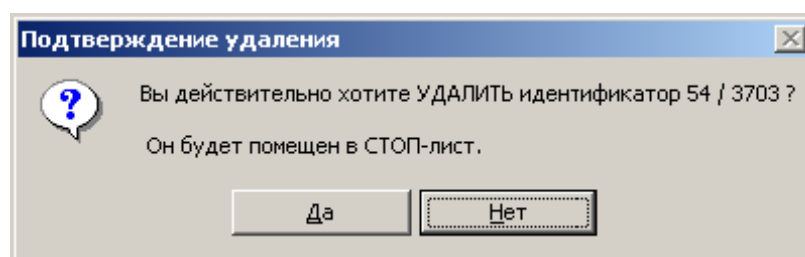 Подтверждение удаления
Вы действительно хотите УДАЛИТЬ идентификатор 54 / 3703 ?
Он будет помещен в СТОП-лист.
Да Нет